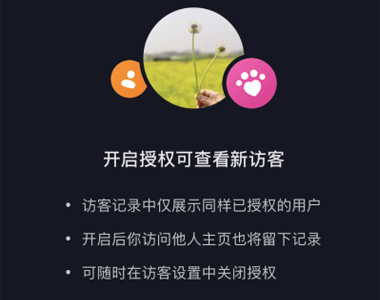 开启授权可查看新访客
• 访客记录中仅展示同样已授权的用户
• 开启后你访问他人主页也将留下记录
• 可随时在访客设置中关闭授权